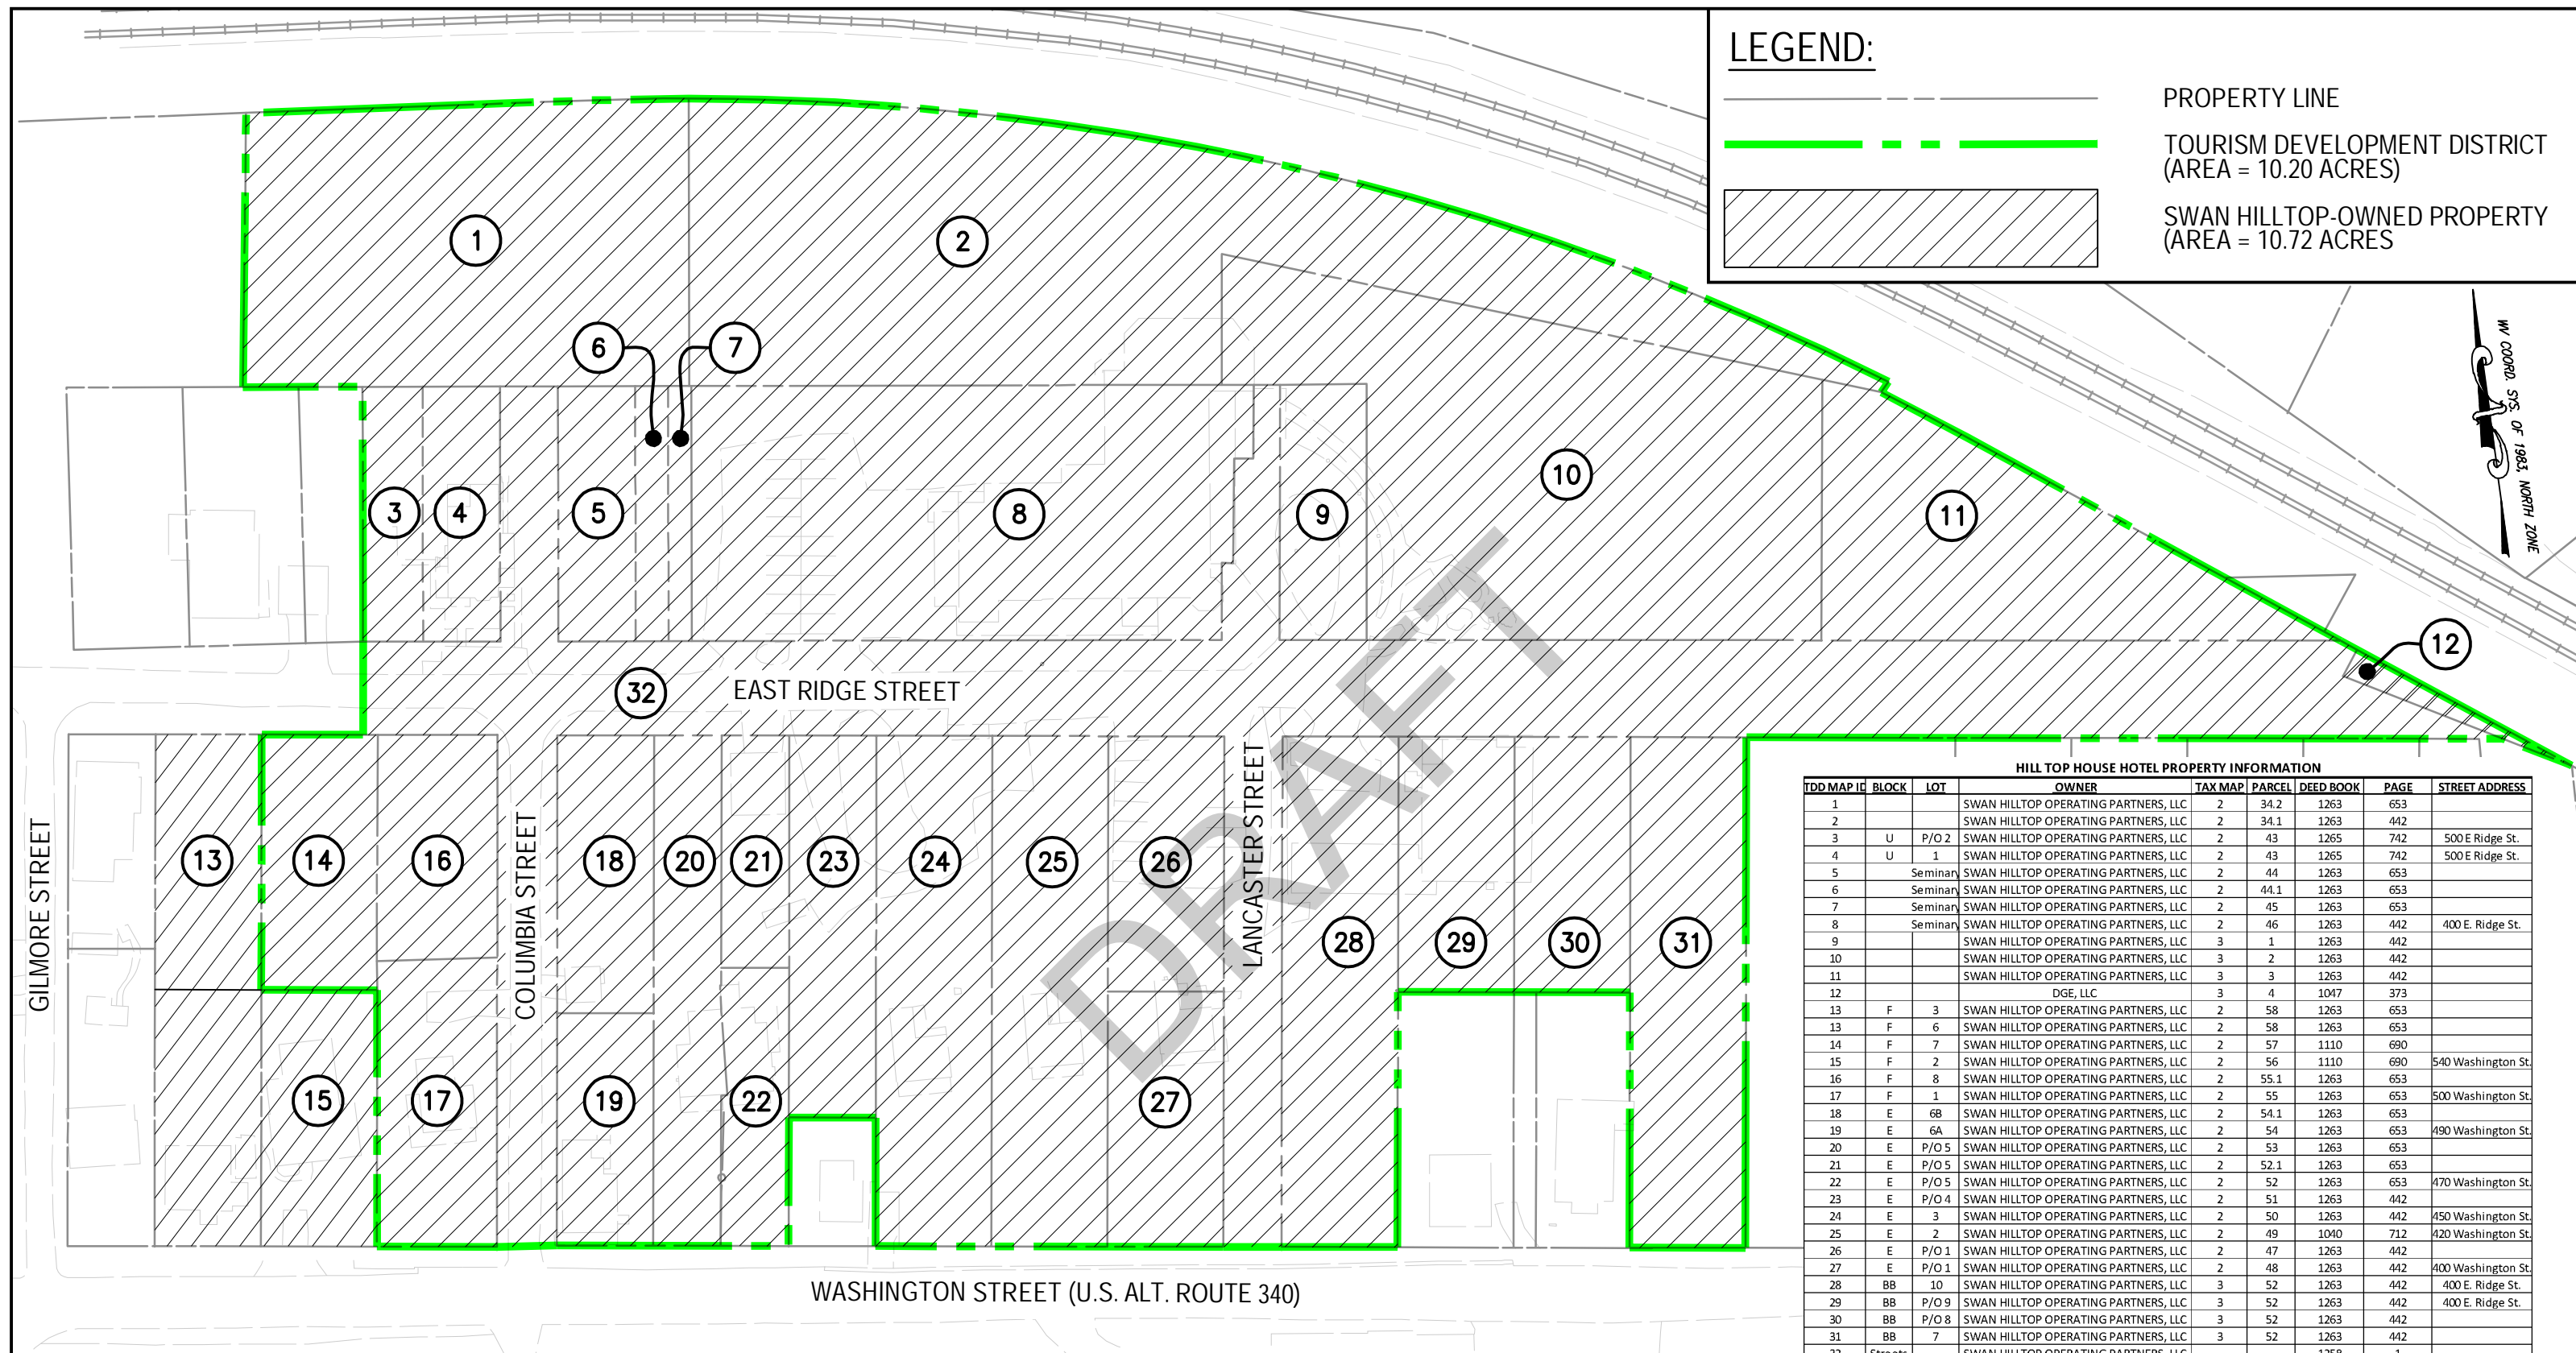 LEGEND:
PROPERTY LINE
TOURISM DEVELOPMENT DISTRICT
(AREA = 10.20 ACRES)
SWAN HILLTOP-OWNED PROPERTY
(AREA = 10.72 ACRES
WV COORD. SYS. OF 1983, NORTH ZONE
1
2
6
7
3
4
5
8
9
10
11
12
32
EAST RIDGE STREET
DRAFT
GILMORE STREET
COLUMBIA STREET
LANCASTER STREET
13
14
16
18
20
21
23
24
25
26
28
29
30
31
15
17
19
22
27
WASHINGTON STREET (U.S. ALT. ROUTE 340)
HILL TOP HOUSE HOTEL PROPERTY INFORMATION
TDD MAP ID BLOCK LOT OWNER TAX MAP PARCEL DEED BOOK PAGE STREET ADDRESS
1 SWAN HILLTOP OPERATING PARTNERS, LLC 2 34.2 1263 653
2 SWAN HILLTOP OPERATING PARTNERS, LLC 2 34.1 1263 442
3 U P/O 2 SWAN HILLTOP OPERATING PARTNERS, LLC 2 43 1265 742 500 E Ridge St.
4 U 1 SWAN HILLTOP OPERATING PARTNERS, LLC 2 43 1265 742 500 E Ridge St.
5 Seminary SWAN HILLTOP OPERATING PARTNERS, LLC 2 44 1263 653
6 Seminary SWAN HILLTOP OPERATING PARTNERS, LLC 2 44.1 1263 653
7 Seminary SWAN HILLTOP OPERATING PARTNERS, LLC 2 45 1263 653
8 Seminary SWAN HILLTOP OPERATING PARTNERS, LLC 2 46 1263 442 400 E. Ridge St.
9 SWAN HILLTOP OPERATING PARTNERS, LLC 3 1 1263 442
10 SWAN HILLTOP OPERATING PARTNERS, LLC 3 2 1263 442
11 SWAN HILLTOP OPERATING PARTNERS, LLC 3 3 1263 442
12 DGE, LLC 3 4 1047 373
13 F 3 SWAN HILLTOP OPERATING PARTNERS, LLC 2 58 1263 653
13 F 6 SWAN HILLTOP OPERATING PARTNERS, LLC 2 58 1263 653
14 F 7 SWAN HILLTOP OPERATING PARTNERS, LLC 2 57 1110 690
15 F 2 SWAN HILLTOP OPERATING PARTNERS, LLC 2 56 1110 690 540 Washington St.
16 F 8 SWAN HILLTOP OPERATING PARTNERS, LLC 2 55.1 1263 653
17 F 1 SWAN HILLTOP OPERATING PARTNERS, LLC 2 55 1263 653 500 Washington St.
18 E 6B SWAN HILLTOP OPERATING PARTNERS, LLC 2 54.1 1263 653
19 E 6A SWAN HILLTOP OPERATING PARTNERS, LLC 2 54 1263 653 490 Washington St.
20 E P/O 5 SWAN HILLTOP OPERATING PARTNERS, LLC 2 53 1263 653
21 E P/O 5 SWAN HILLTOP OPERATING PARTNERS, LLC 2 52.1 1263 653
22 E P/O 5 SWAN HILLTOP OPERATING PARTNERS, LLC 2 52 1263 653 470 Washington St.
23 E P/O 4 SWAN HILLTOP OPERATING PARTNERS, LLC 2 51 1263 442
24 E 3 SWAN HILLTOP OPERATING PARTNERS, LLC 2 50 1263 442 450 Washington St.
25 E 2 SWAN HILLTOP OPERATING PARTNERS, LLC 2 49 1040 712 420 Washington St.
26 E P/O 1 SWAN HILLTOP OPERATING PARTNERS, LLC 2 47 1263 442
27 E P/O 1 SWAN HILLTOP OPERATING PARTNERS, LLC 2 48 1263 442 400 Washington St.
28 BB 10 SWAN HILLTOP OPERATING PARTNERS, LLC 3 52 1263 442 400 E. Ridge St.
29 BB P/O 9 SWAN HILLTOP OPERATING PARTNERS, LLC 3 52 1263 442 400 E. Ridge St.
30 BB P/O 8 SWAN HILLTOP OPERATING PARTNERS, LLC 3 52 1263 442
31 BB 7 SWAN HILLTOP OPERATING PARTNERS, LLC 3 52 1263 442